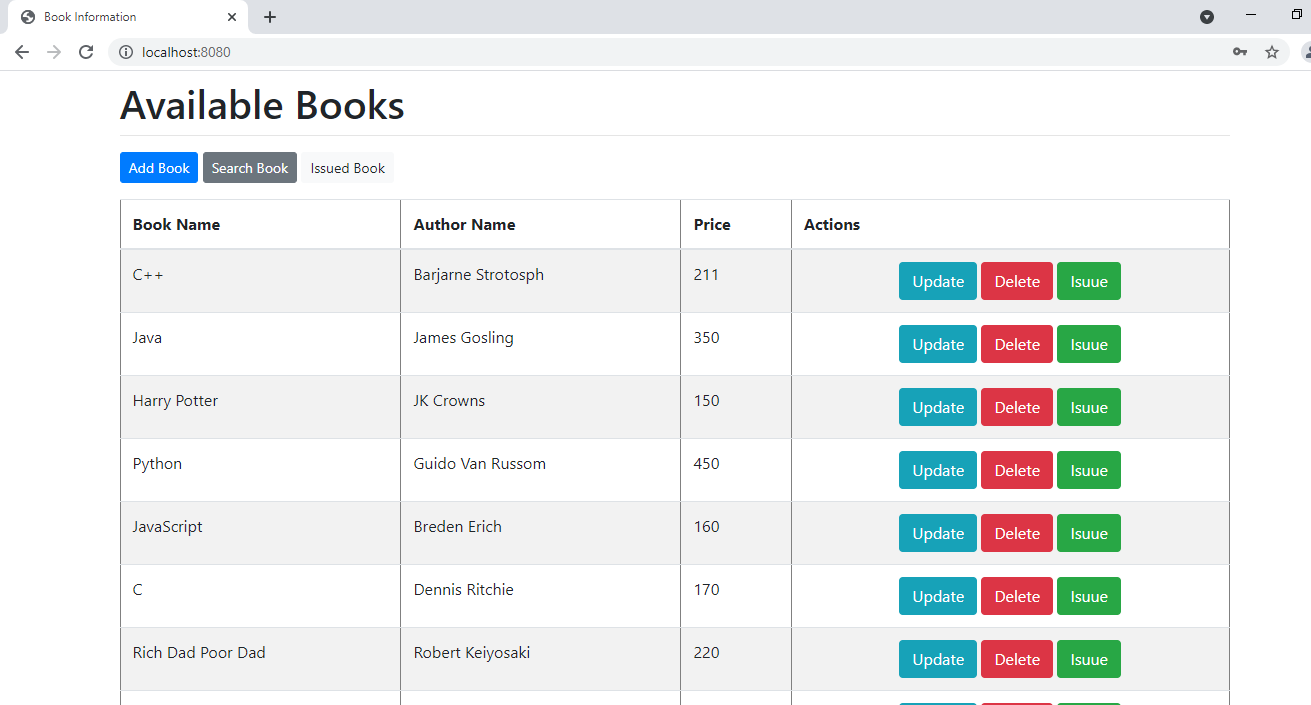 Book Information
localhost:8080
Available Books
Add Book Search Book Issued Book
Book Name Author Name Price Actions
C++ Barjarne Strotosph 211 Update Delete Isuue
Java James Gosling 350 Update Delete Isuue
Harry Potter JK Crowns 150 Update Delete Isuue
Python Guido Van Russom 450 Update Delete Isuue
JavaScript Breden Erich 160 Update Delete Isuue
C Dennis Ritchie 170 Update Delete Isuue
Rich Dad Poor Dad Robert Keiyosaki 220 Update Delete Isuue